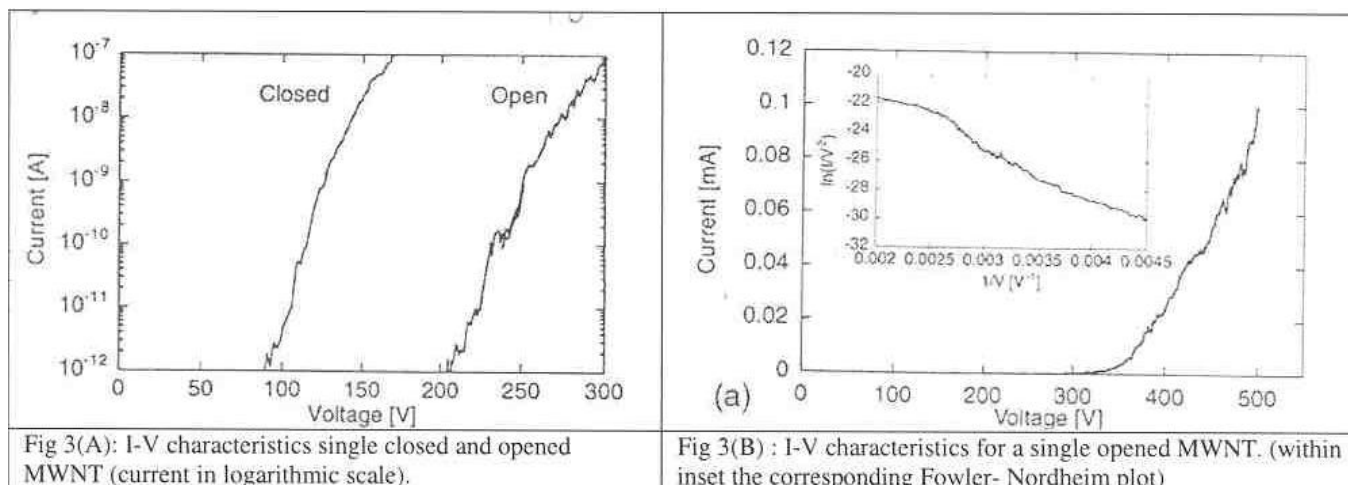 10⁻⁷
10⁻⁸
10⁻⁹
10⁻¹⁰
10⁻¹¹
10⁻¹²
Current [A]
Closed
Open
0 50 100 150 200 250 300
Voltage [V]
Fig 3(A): I-V characteristics single closed and opened
MWNT (current in logarithmic scale).
0.12
0.1
0.08
0.06
0.04
0.02
0
Current [mA]
-20
-22
-24
-26
-28
-30
-32
ln(I/V²)
0.002 0.0025 0.003 0.0035 0.004 0.0045
1/V [V⁻¹]
(a)
0 100 200 300 400 500
Voltage [V]
Fig 3(B) : I-V characteristics for a single opened MWNT. (within
inset the corresponding Fowler- Nordheim plot)